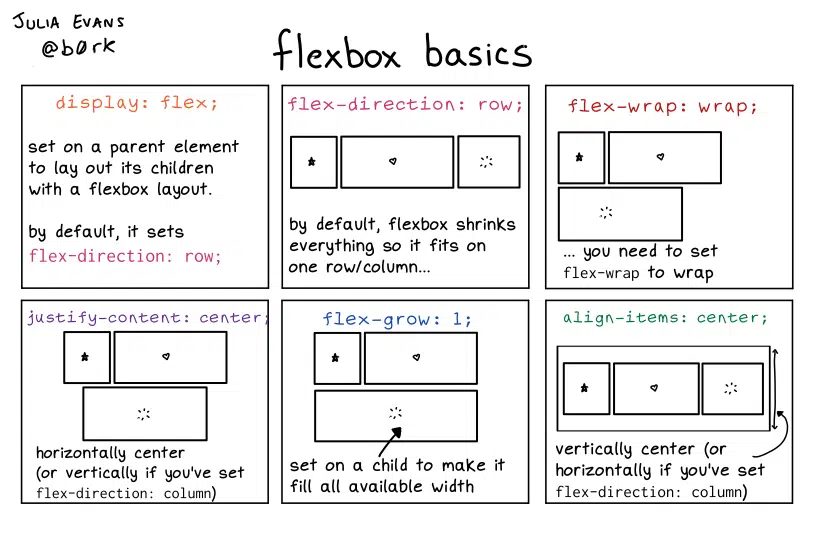 JULIA EVANS
@b0rk
flexbox basics
display: flex;
set on a parent element
to lay out its children
with a flexbox layout.
by default, it sets
flex-direction: row;
flex-direction: row;
by default, flexbox shrinks
everything so it fits on
one row/column...
flex-wrap: wrap;
... you need to set
flex-wrap to wrap
justify-content: center;
horizontally center
(or vertically if you've set
flex-direction: column)
flex-grow: 1;
set on a child to make it
fill all available width
align-items: center;
vertically center (or
horizontally if you've set
flex-direction: column)